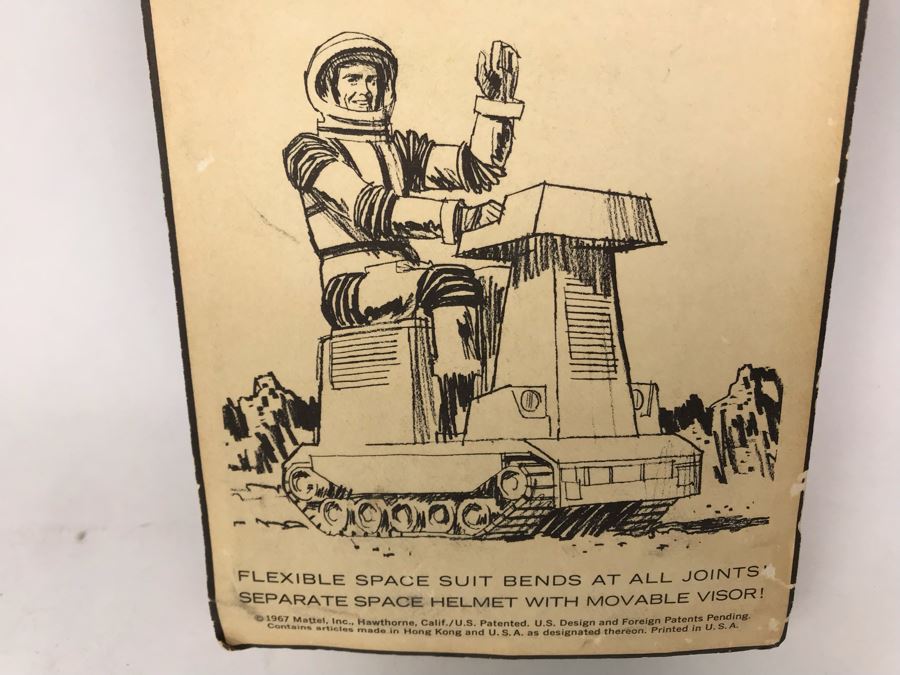 FLEXIBLE SPACE SUIT BENDS AT ALL JOINTS!
SEPARATE SPACE HELMET WITH MOVABLE VISOR!
©1967 Mattel, Inc., Hawthorne, Calif./U.S. Patented. U.S. Design and Foreign Patents Pending.
Contains articles made in Hong Kong and U.S.A. as designated thereon. Printed in U.S.A.